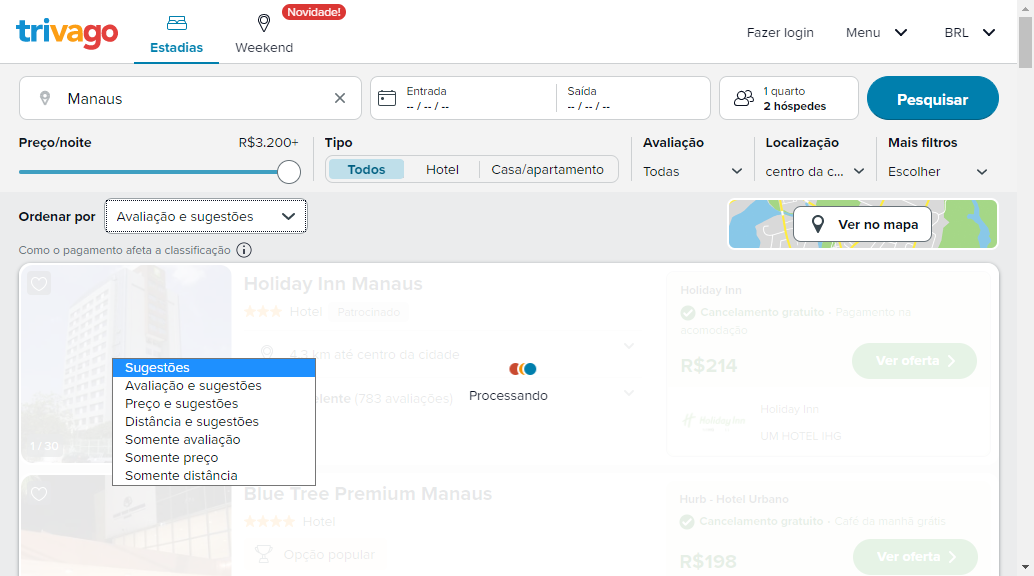 trivago
Estadias
Novidade!
Weekend
Fazer login
Menu
BRL
Manaus
Entrada
-- / -- / --
Saída
-- / -- / --
1 quarto
2 hóspedes
Pesquisar
Preço/noite
R$3.200+
Tipo
Todos
Hotel
Casa/apartamento
Avaliação
Todas
Localização
centro da c...
Mais filtros
Escolher
Ordenar por
Avaliação e sugestões
Ver no mapa
Como o pagamento afeta a classificação
Holiday Inn Manaus
Hotel
Patrocinado
4,3 km até centro da cidade
elente (783 avaliações)
1 / 30
Holiday Inn
Cancelamento gratuito · Pagamento na
acomodação
R$214
Ver oferta
Holiday Inn
Holiday Inn
UM HOTEL IHG
Processando
Sugestões
Avaliação e sugestões
Preço e sugestões
Distância e sugestões
Somente avaliação
Somente preço
Somente distância
Blue Tree Premium Manaus
Hotel
Opção popular
Hurb - Hotel Urbano
Cancelamento gratuito · Café da manhã grátis
R$198
Ver oferta